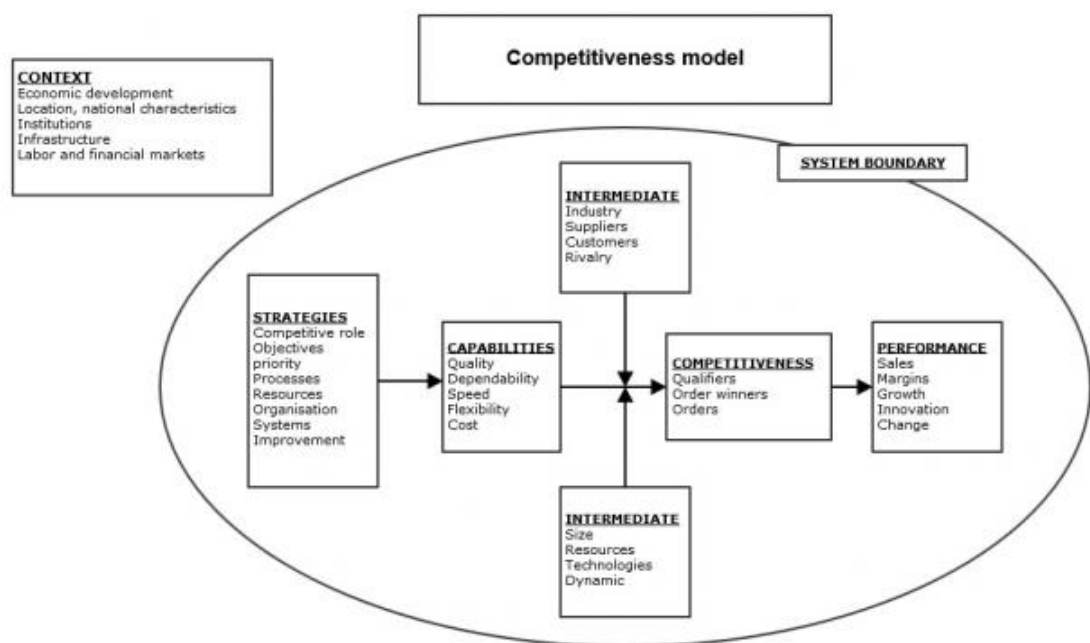 Competitiveness model
CONTEXT
Economic development
Location, national characteristics
Institutions
Infrastructure
Labor and financial markets
SYSTEM BOUNDARY
INTERMEDIATE
Industry
Suppliers
Customers
Rivalry
STRATEGIES
Competitive role
Objectives
priority
Processes
Resources
Organisation
Systems
Improvement
CAPABILITIES
Quality
Dependability
Speed
Flexibility
Cost
COMPETITIVENESS
Qualifiers
Order winners
Orders
PERFORMANCE
Sales
Margins
Growth
Innovation
Change
INTERMEDIATE
Size
Resources
Technologies
Dynamic